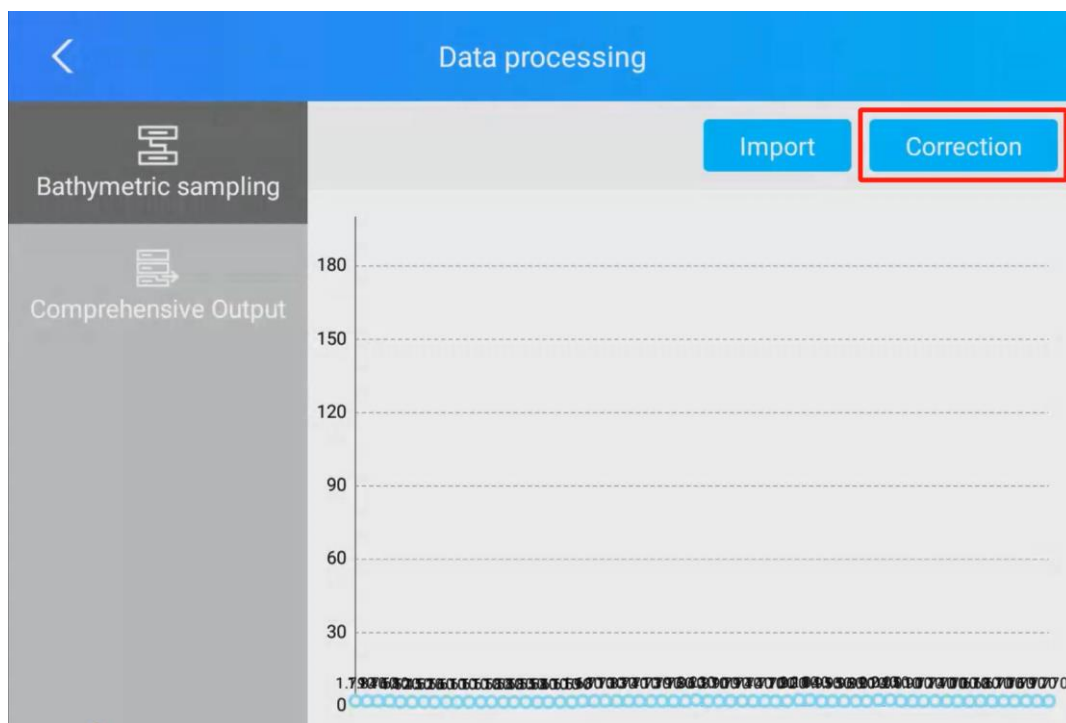 Data processing
Bathymetric sampling
Import
Correction
Comprehensive Output
180
150
120
90
60
30
0